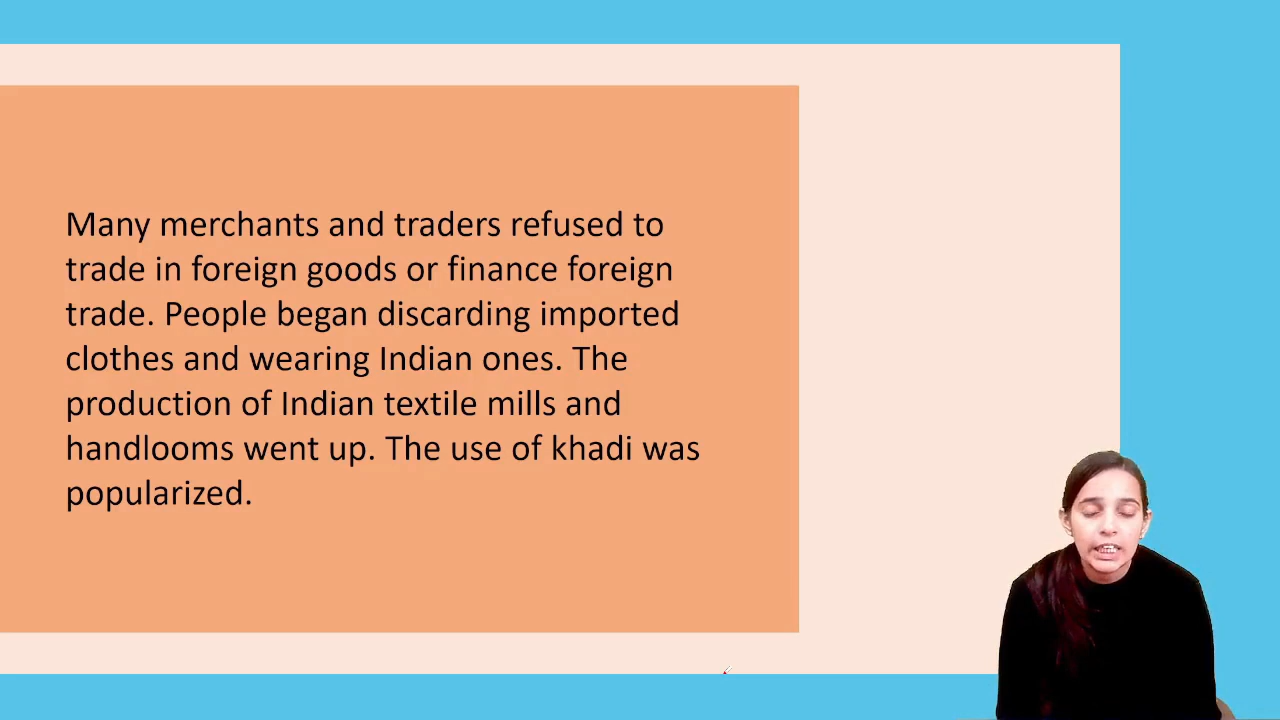 Many merchants and traders refused to
trade in foreign goods or finance foreign
trade. People began discarding imported
clothes and wearing Indian ones. The
production of Indian textile mills and
handlooms went up. The use of khadi was
popularized.